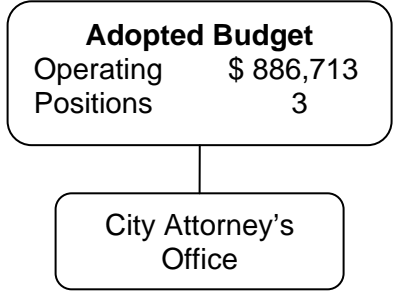 Adopted Budget
Operating $ 886,713
Positions 3
City Attorney's
Office